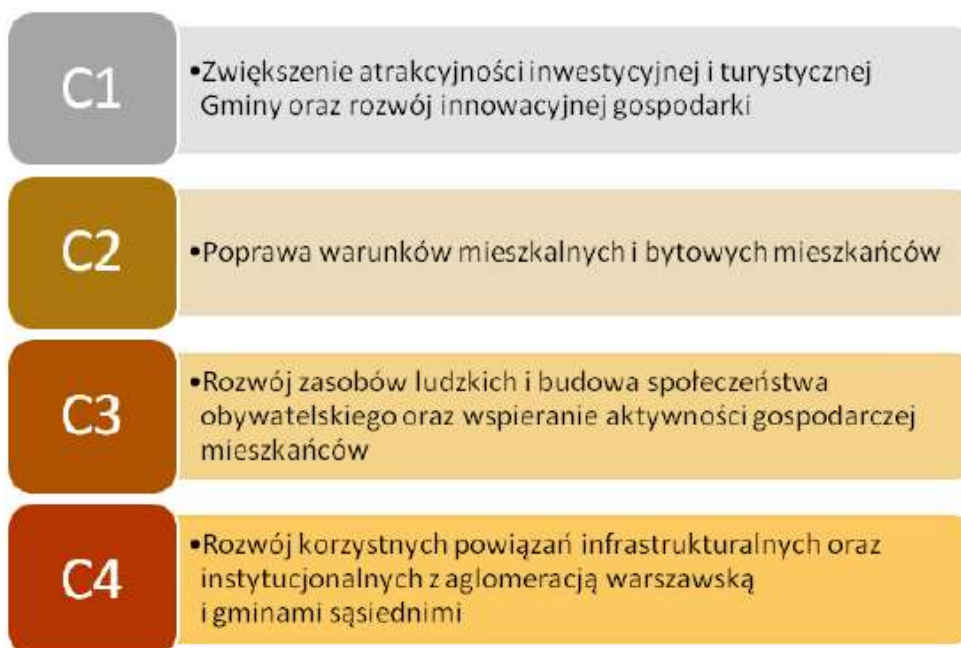 C1
•Zwiększenie atrakcyjności inwestycyjnej i turystycznej
Gminy oraz rozwój innowacyjnej gospodarki
C2
•Poprawa warunków mieszkalnych i bytowych mieszkańców
C3
•Rozwój zasobów ludzkich i budowa społeczeństwa
obywatelskiego oraz wspieranie aktywności gospodarczej
mieszkańców
C4
•Rozwój korzystnych powiązań infrastrukturalnych oraz
instytucjonalnych z aglomeracją warszawską
i gminami sąsiednimi